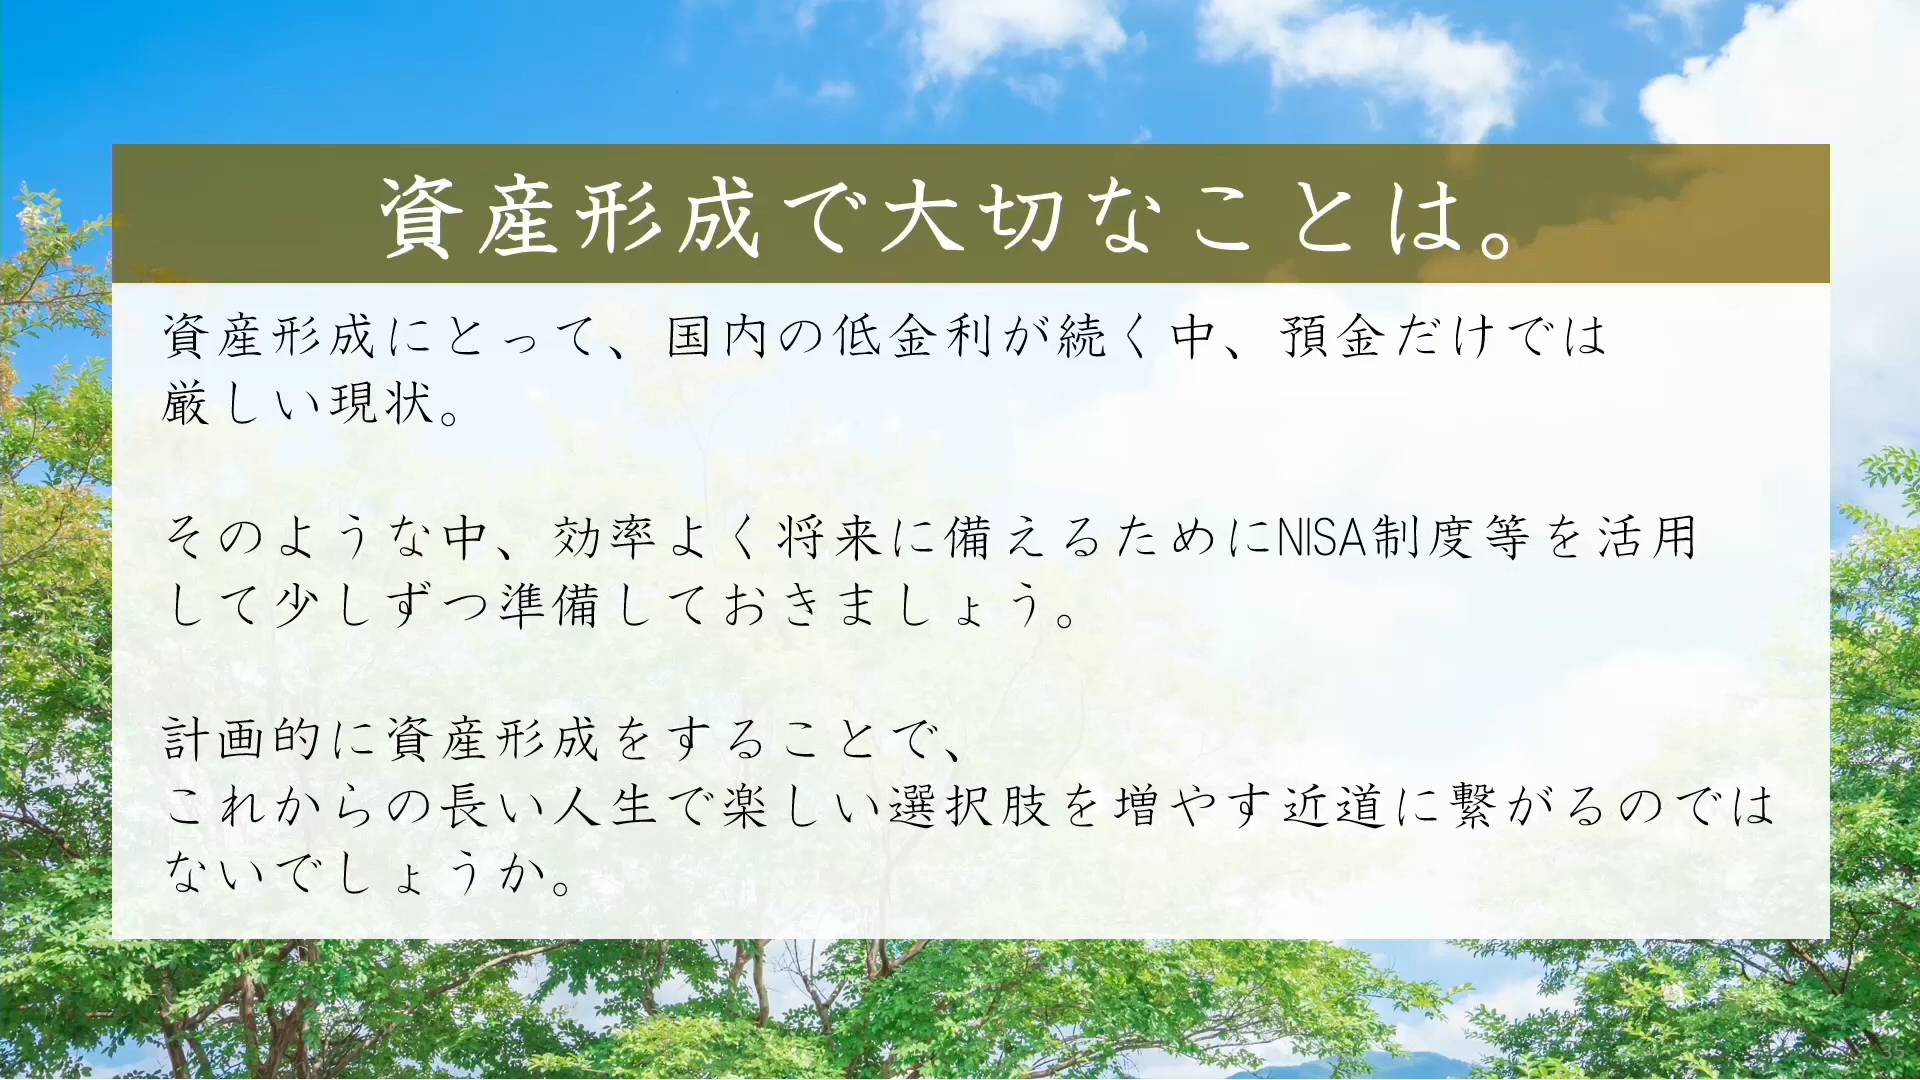 資産形成で大切なことは。
資産形成にとって、国内の低金利が続く中、預金だけでは
厳しい現状。
そのような中、効率よく将来に備えるためにNISA制度等を活用
して少しずつ準備しておきましょう。
計画的に資産形成をすることで、
これからの長い人生で楽しい選択肢を増やす近道に繋がるのでは
ないでしょうか。
35